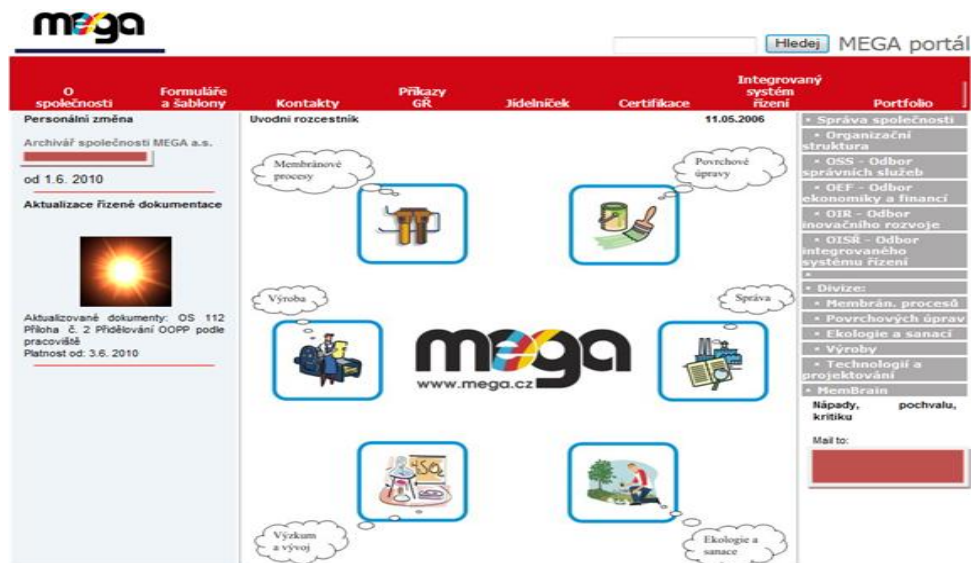 mega
Hledej
MEGA portál
O společnosti
Formuláře a šablony
Kontakty
Příkazy GŘ
Jídelníček
Certifikace
Integrovaný systém řízení
Portfolio
Personální změna
Archivář společnosti MEGA a.s.
od 1.6. 2010
Aktualizace řízené dokumentace
Aktualizované dokumenty: OS 112
Příloha č. 2 Přidělování OOPP podle
pracoviště
Platnost od: 3.6. 2010
Uvodni rozcestník
11.05.2006
Membránové
procesy
Povrchové
úpravy
Výroba
Správa
mega
www.mega.cz
Výzkum
a vývoj
Ekologie a
sanace
• Správa společnosti
• Organizační
struktura
• OSS - Odbor
správních služeb
• OEF - Odbor
ekonomiky a financí
• OIR - Odbor
inovačního rozvoje
• OISŘ - Odbor
integrovaného
systému řízení
•
• Divize:
• Membrán. procesů
• Povrchových úprav
• Ekologie a sanací
• Výroby
• Technologií a
projektování
• MemBrain
Nápady, pochvalu,
kritiku
Mail to: